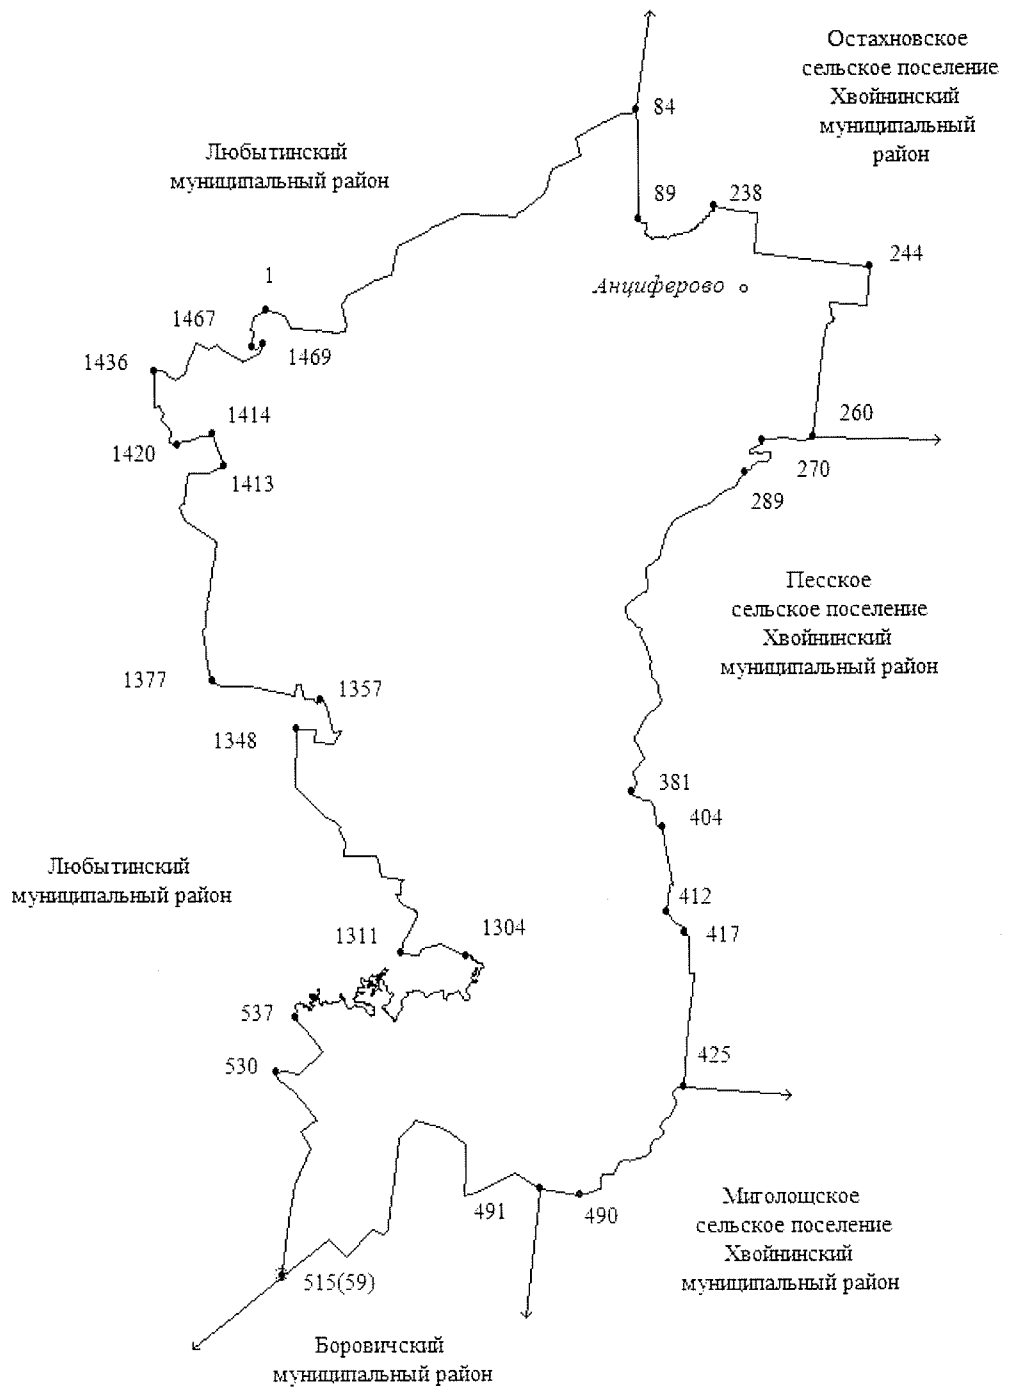 Остахновское
сельское поселение
Хвойнинский
муниципальный
район
84
Любытинский
муниципальный район
89
238
244
Анциферово
1
1467
1469
1436
1414
1420
1413
260
270
289
Песское
сельское поселение
Хвойнинский
муниципальный район
1377
1357
1348
381
404
Любытинский
муниципальный район
412
417
1311
1304
537
530
425
491
490
Миголощское
сельское поселение
Хвойнинский
муниципальный район
515(59)
Боровичский
муниципальный район